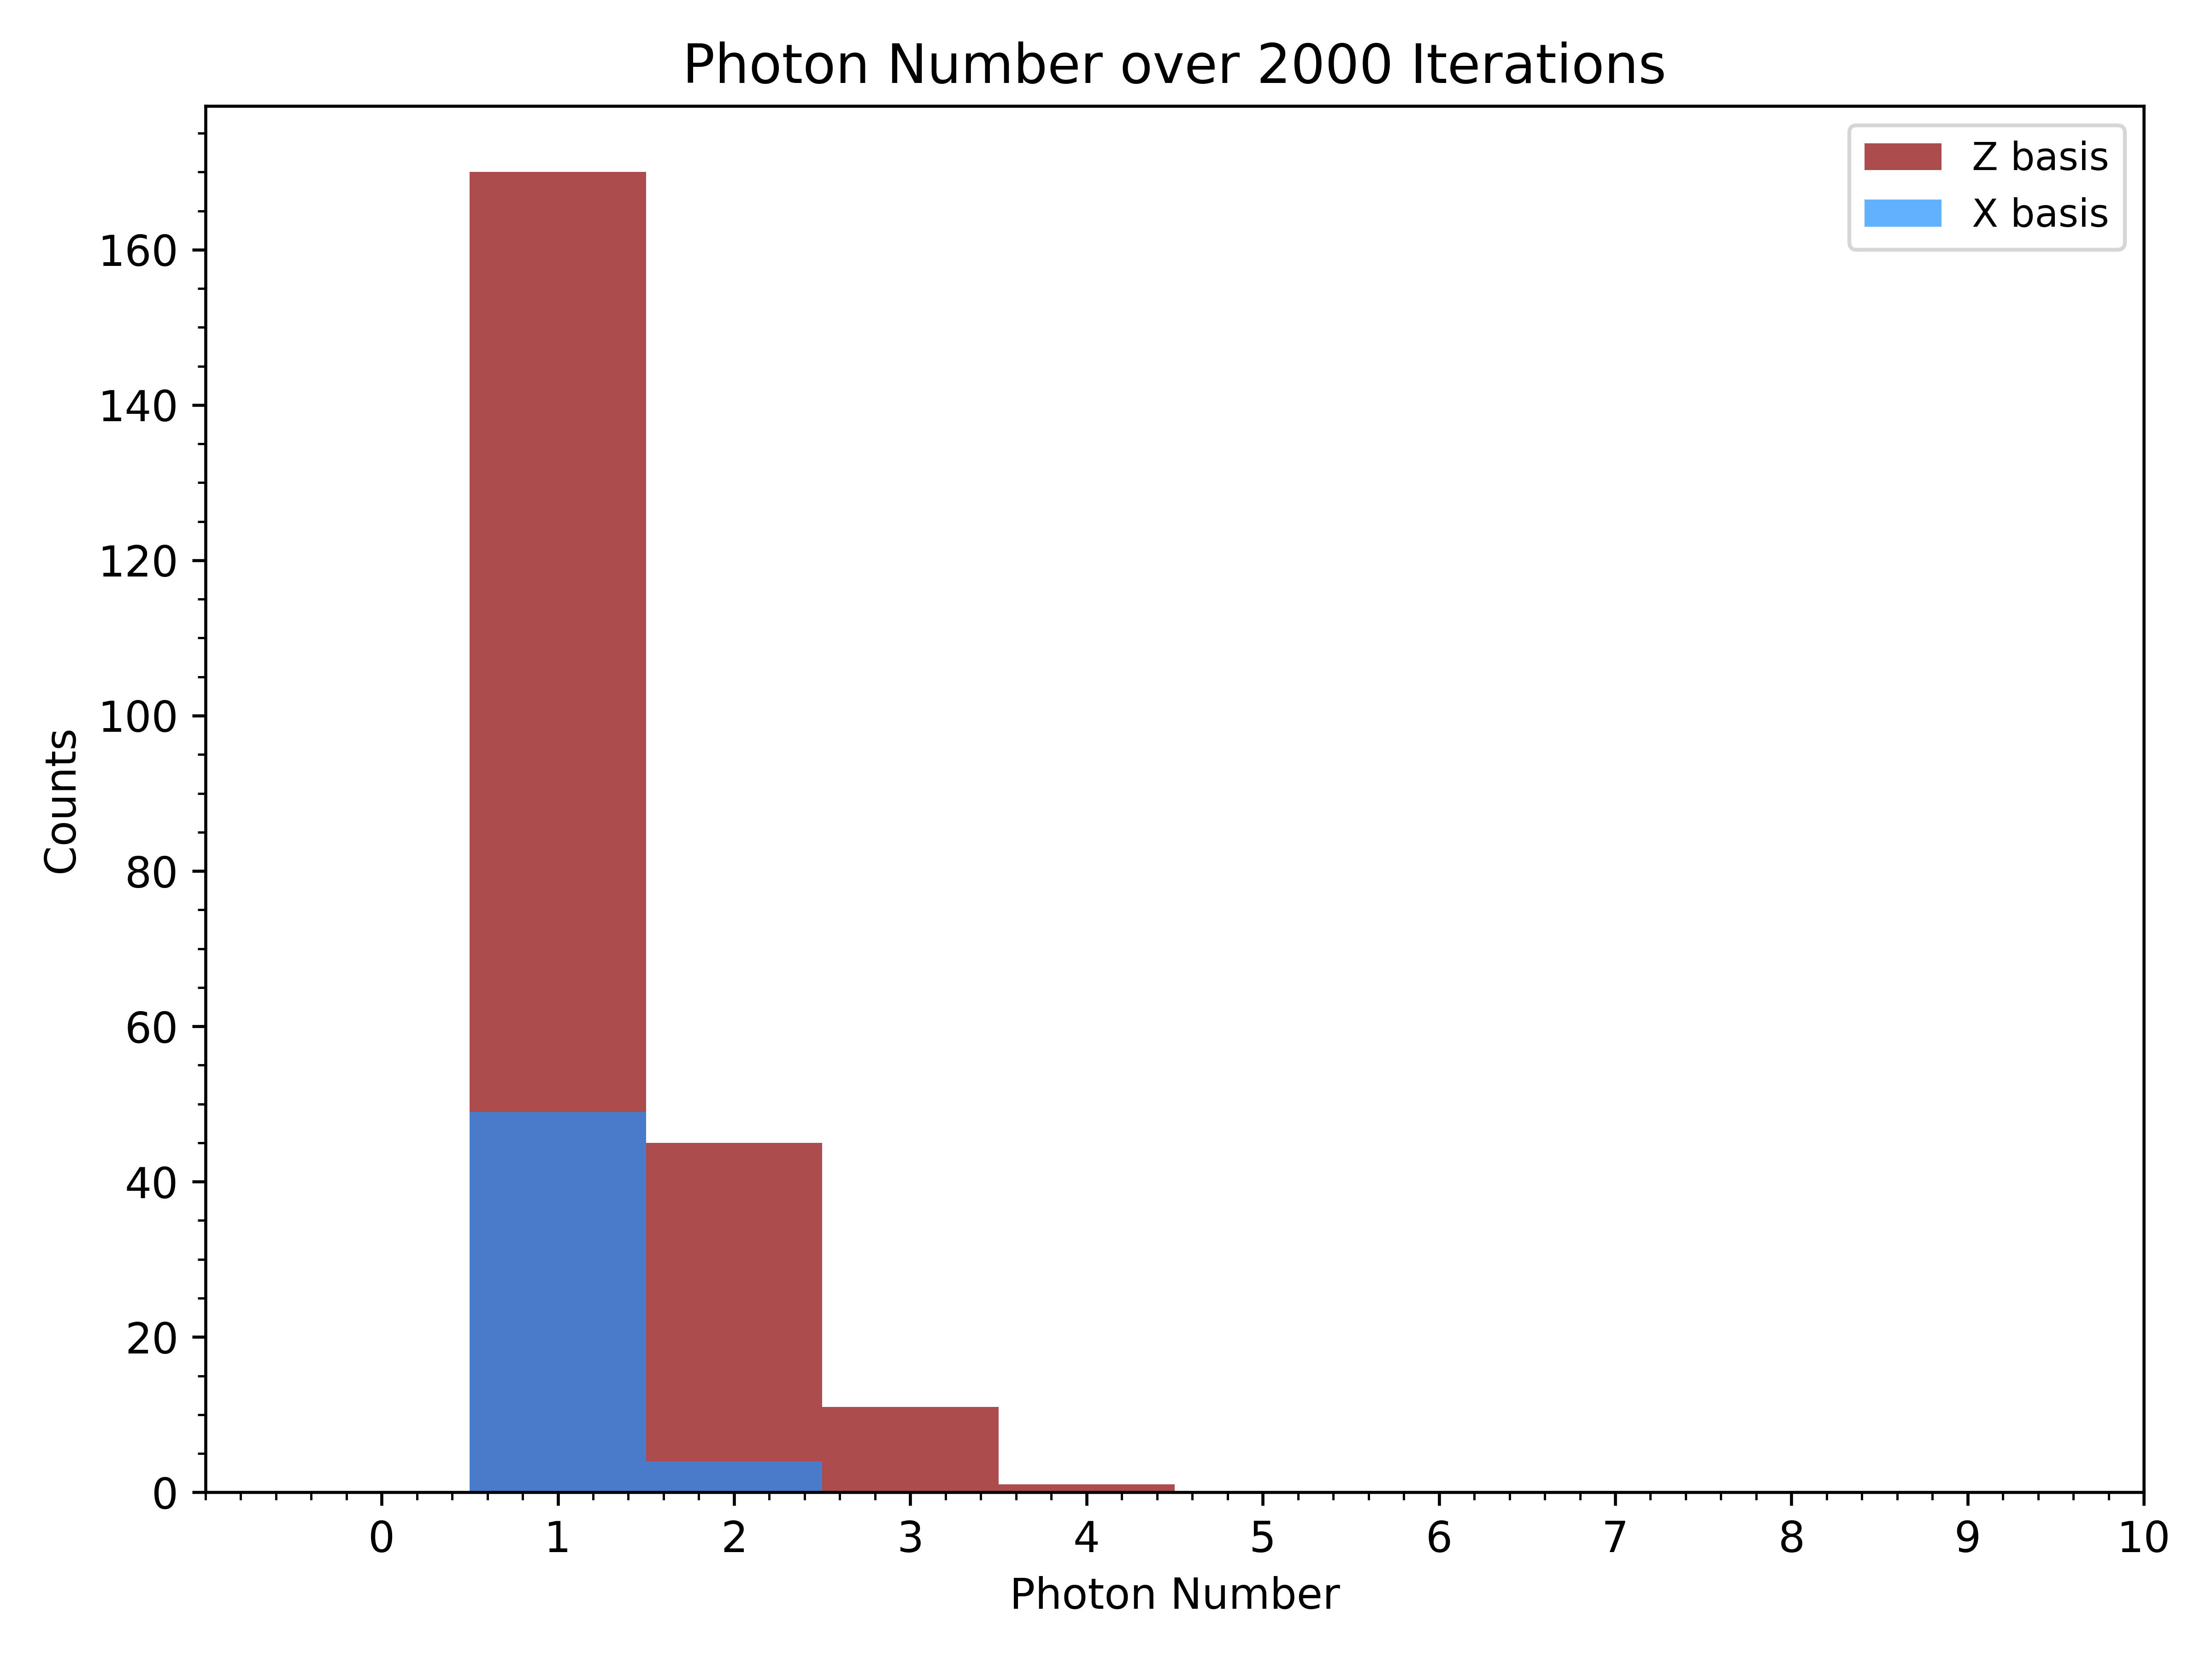 Photon Number over 2000 Iterations
Z basis
X basis
160
140
120
100
80
60
40
20
0
Counts
0 1 2 3 4 5 6 7 8 9 10
Photon Number